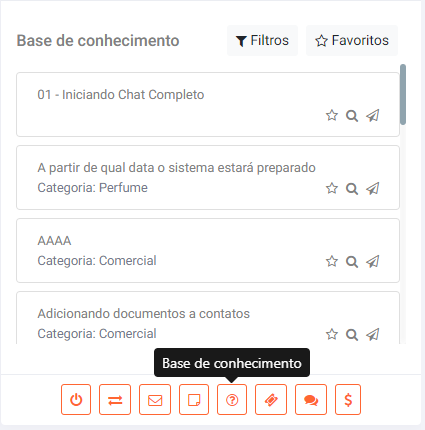 Base de conhecimento
Filtros
Favoritos
01 - Iniciando Chat Completo
A partir de qual data o sistema estará preparado
Categoria: Perfume
AAAA
Categoria: Comercial
Adicionando documentos a contatos
Categoria: Comercial
Base de conhecimento